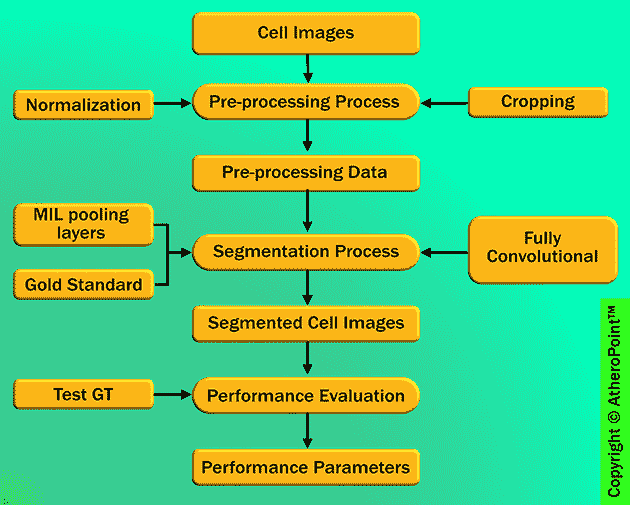 Cell Images
Normalization
Pre-processing Process
Cropping
Pre-processing Data
MIL pooling
layers
Gold Standard
Segmentation Process
Fully
Convolutional
Segmented Cell Images
Test GT
Performance Evaluation
Performance Parameters
Copyright © AtheroPoint™